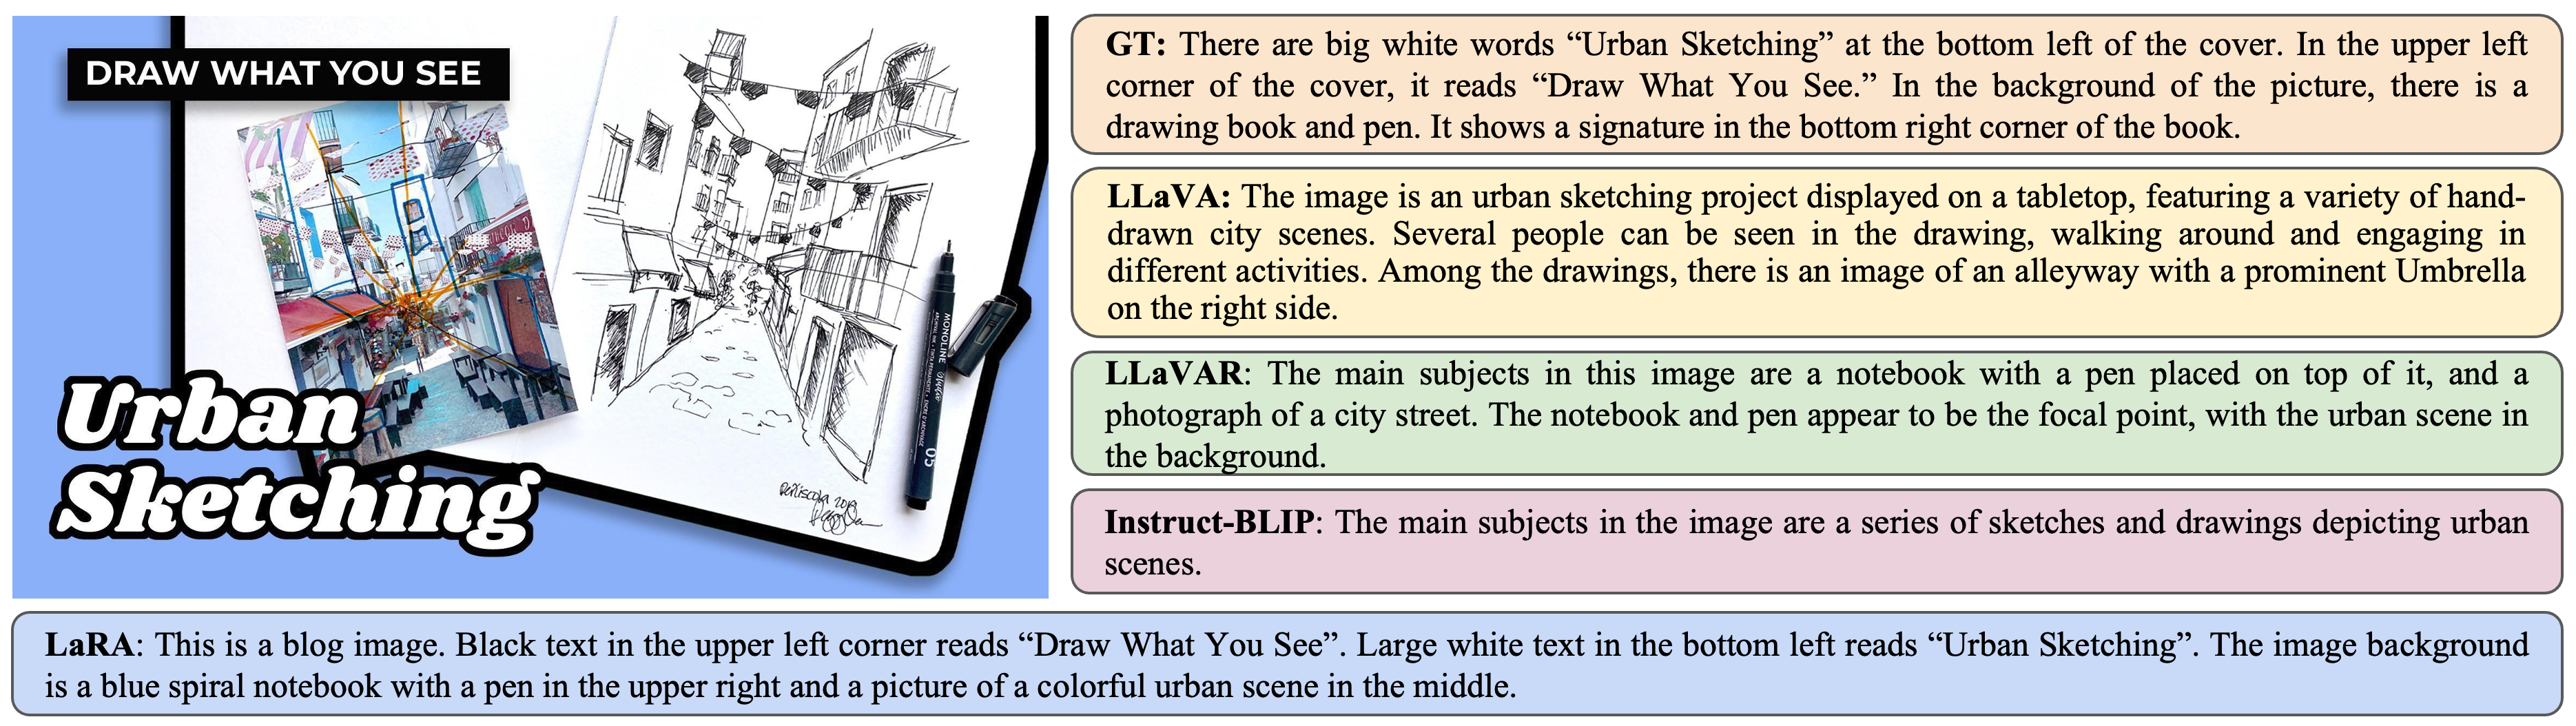 DRAW WHAT YOU SEE
Urban
Sketching
MONOLINE
05
Peñiscola 2019
GT: There are big white words “Urban Sketching” at the bottom left of the cover. In the upper left
corner of the cover, it reads “Draw What You See.” In the background of the picture, there is a
drawing book and pen. It shows a signature in the bottom right corner of the book.
LLaVA: The image is an urban sketching project displayed on a tabletop, featuring a variety of hand-
drawn city scenes. Several people can be seen in the drawing, walking around and engaging in
different activities. Among the drawings, there is an image of an alleyway with a prominent Umbrella
on the right side.
LLaVAR: The main subjects in this image are a notebook with a pen placed on top of it, and a
photograph of a city street. The notebook and pen appear to be the focal point, with the urban scene in
the background.
Instruct-BLIP: The main subjects in the image are a series of sketches and drawings depicting urban
scenes.
LaRA: This is a blog image. Black text in the upper left corner reads “Draw What You See”. Large white text in the bottom left reads “Urban Sketching”. The image background
is a blue spiral notebook with a pen in the upper right and a picture of a colorful urban scene in the middle.